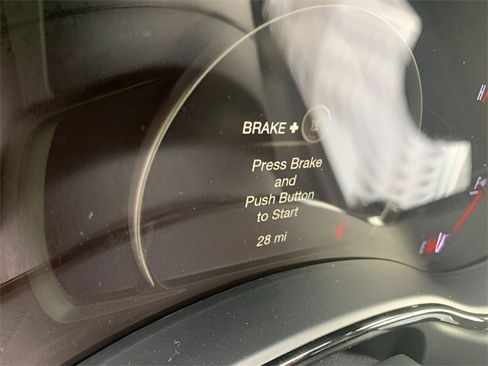 BRAKE +
Press Brake
and
Push Button
to Start
28 mi
H